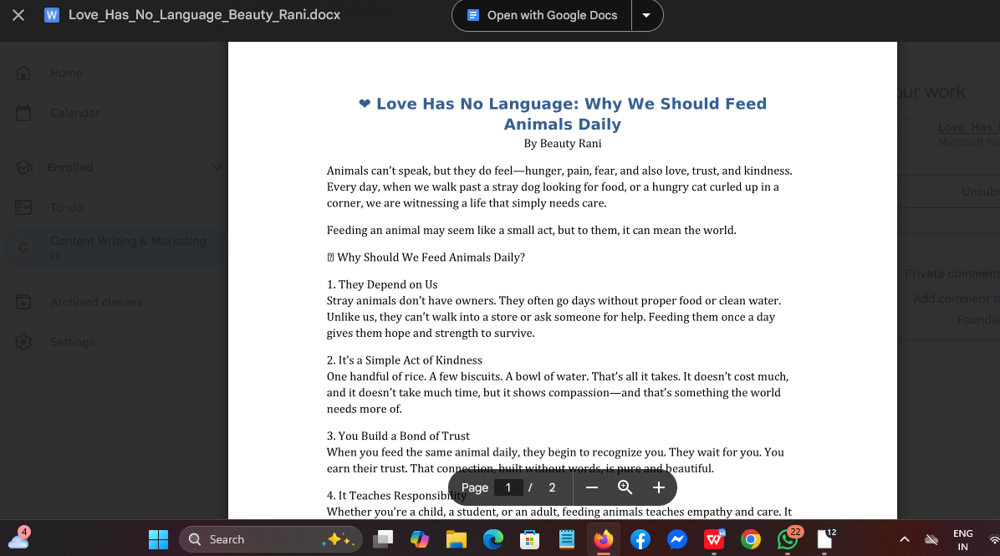 Love_Has_No_Language_Beauty_Rani.docx
Open with Google Docs
Home
Calendar
Enrolled
To-do
C
Content Writing & Marketing
26
Archived classes
Settings
our work
Love_Has
Microsoft Wo
Unsub
Private comment
Add comment t
Founda
❤ Love Has No Language: Why We Should Feed
Animals Daily
By Beauty Rani
Animals can’t speak, but they do feel—hunger, pain, fear, and also love, trust, and kindness.
Every day, when we walk past a stray dog looking for food, or a hungry cat curled up in a
corner, we are witnessing a life that simply needs care.
Feeding an animal may seem like a small act, but to them, it can mean the world.
Why Should We Feed Animals Daily?
1. They Depend on Us
Stray animals don’t have owners. They often go days without proper food or clean water.
Unlike us, they can’t walk into a store or ask someone for help. Feeding them once a day
gives them hope and strength to survive.
2. It’s a Simple Act of Kindness
One handful of rice. A few biscuits. A bowl of water. That’s all it takes. It doesn’t cost much,
and it doesn’t take much time, but it shows compassion—and that’s something the world
needs more of.
3. You Build a Bond of Trust
When you feed the same animal daily, they begin to recognize you. They wait for you. You
earn their trust. That connection, built without words, is pure and beautiful.
4. It Teaches Responsibility
Whether you’re a child, a student, or an adult, feeding animals teaches empathy and care. It
Page 1 / 2
4
Search
22
12
ENG
IN